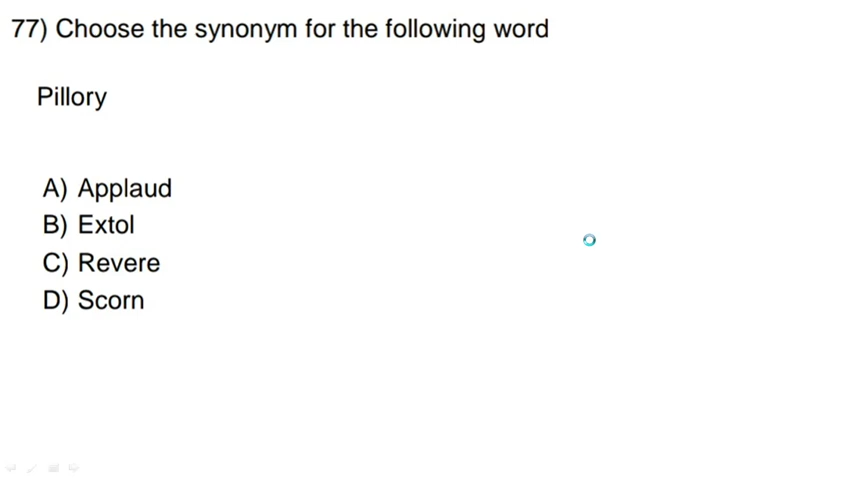 77) Choose the synonym for the following word
Pillory
A) Applaud
B) Extol
C) Revere
D) Scorn